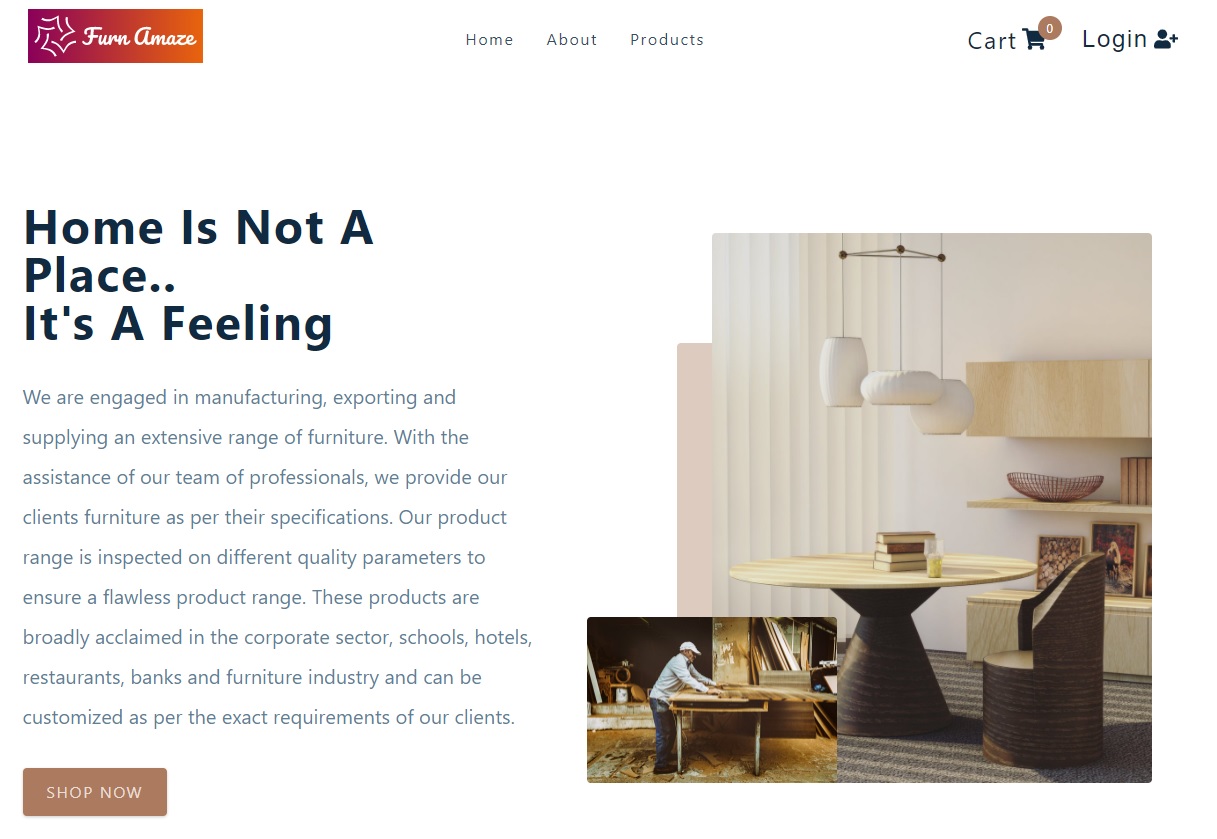 Furn Amaze
Home About Products
Cart 0 Login
Home Is Not A
Place..
It's A Feeling
We are engaged in manufacturing, exporting and
supplying an extensive range of furniture. With the
assistance of our team of professionals, we provide our
clients furniture as per their specifications. Our product
range is inspected on different quality parameters to
ensure a flawless product range. These products are
broadly acclaimed in the corporate sector, schools, hotels,
restaurants, banks and furniture industry and can be
customized as per the exact requirements of our clients.
SHOP NOW